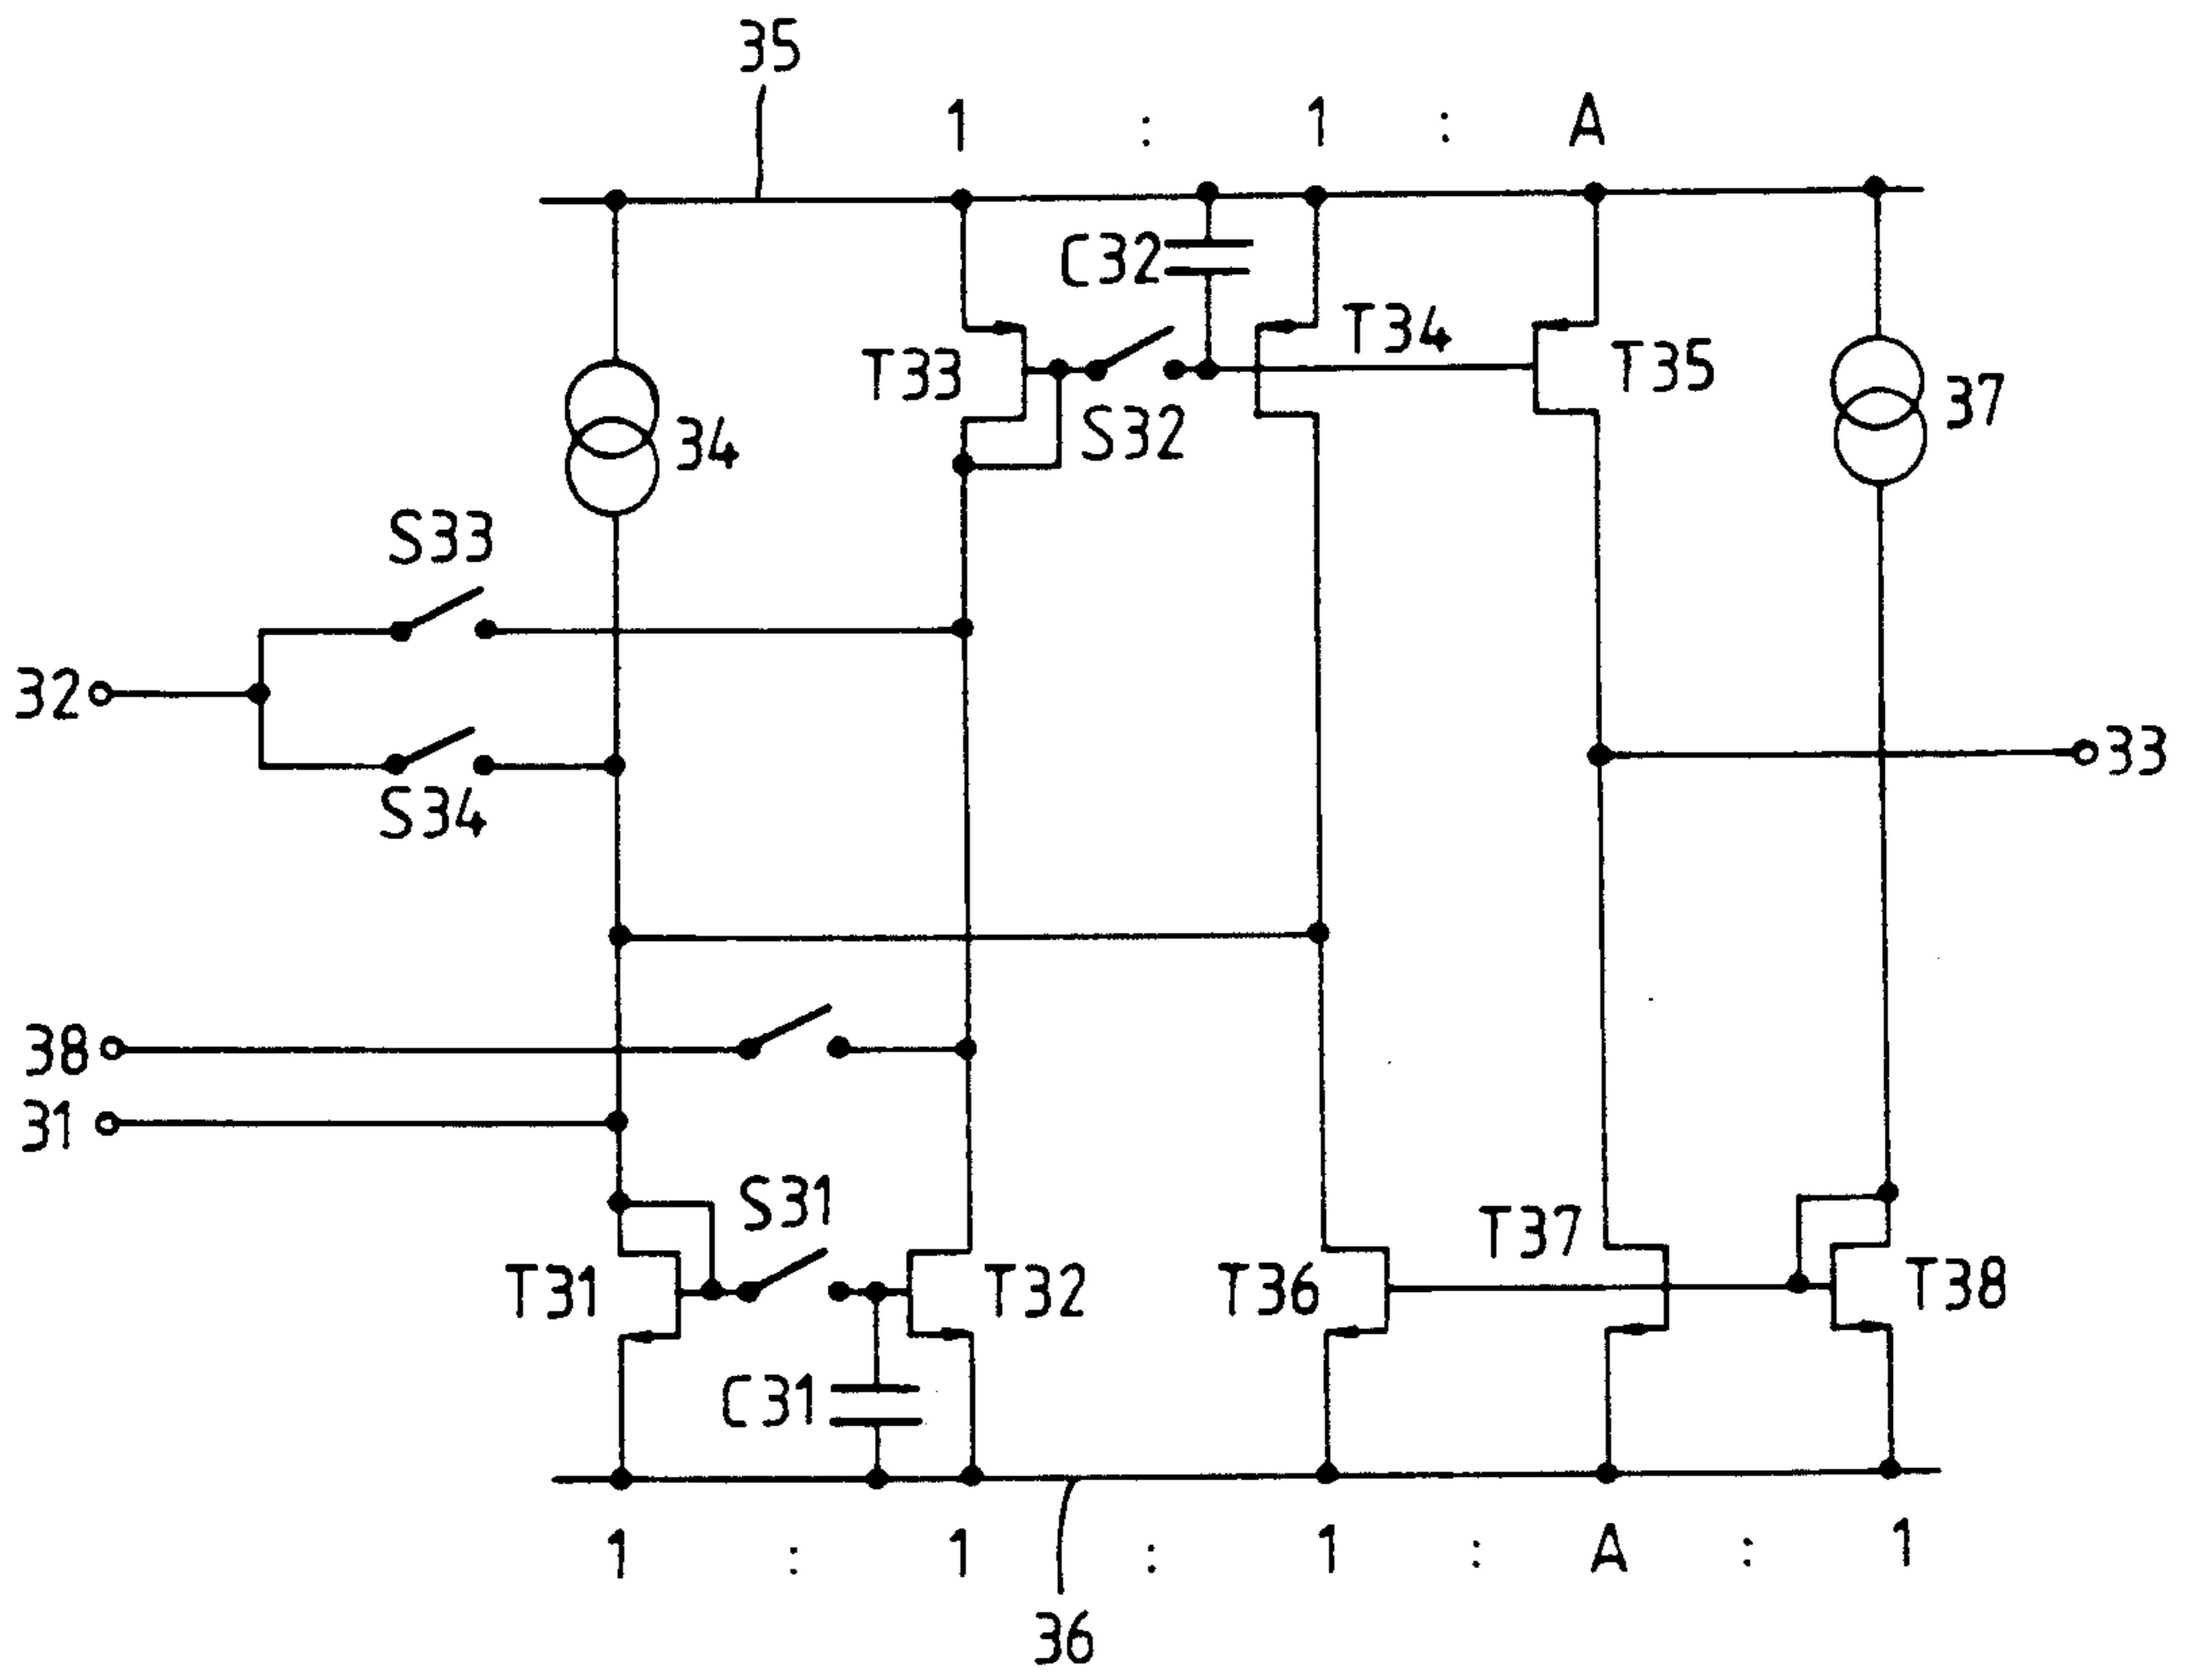 35
1 : 1 : A
C32
T33
S32
T34
T35
34
37
S33
32
S34
33
38
31
S31
T31
T32
T36
T37
T38
C31
1 : 1 : 1 : A : 1
36